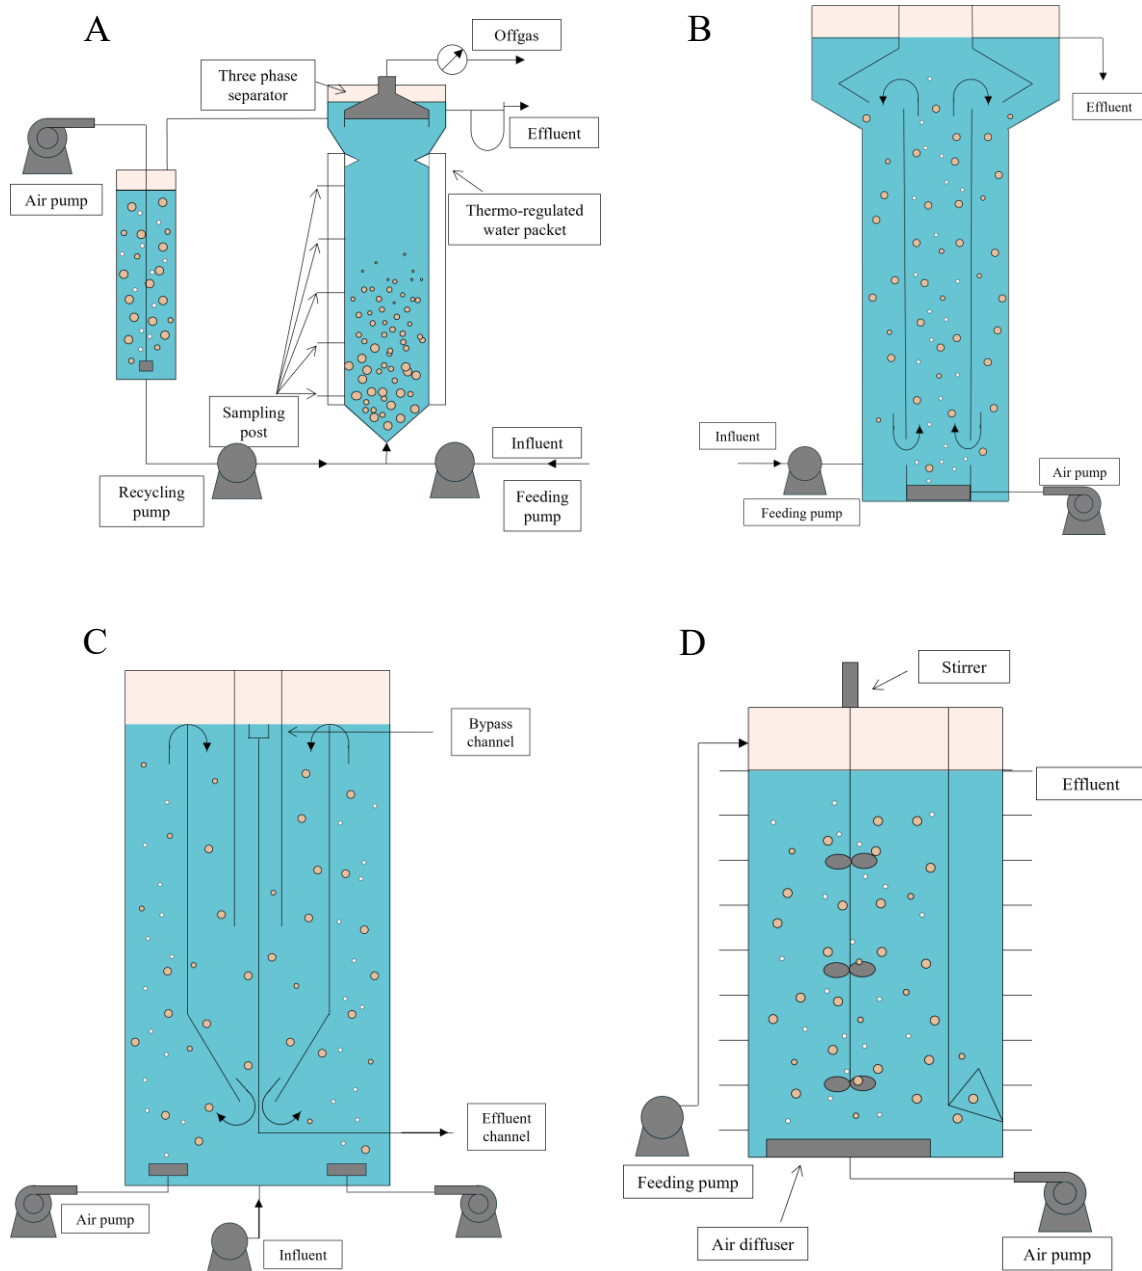 A
Offgas
Three phase
separator
Effluent
Air pump
Thermo-regulated
water packet
Sampling
post
Influent
Recycling
pump
Feeding
pump
B
Effluent
Influent
Air pump
Feeding pump
C
Bypass
channel
Effluent
channel
Air pump
Influent
D
Stirrer
Effluent
Feeding pump
Air diffuser
Air pump